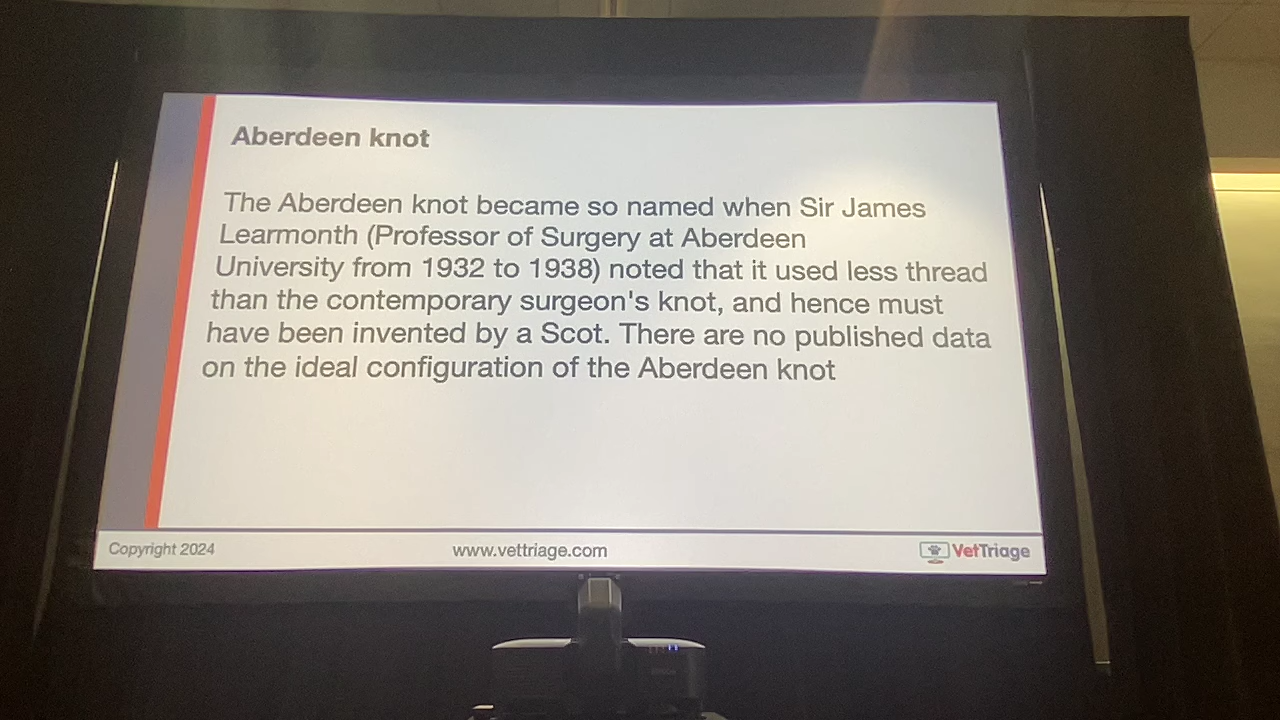 Aberdeen knot
The Aberdeen knot became so named when Sir James
Learmonth (Professor of Surgery at Aberdeen
University from 1932 to 1938) noted that it used less thread
than the contemporary surgeon's knot, and hence must
have been invented by a Scot. There are no published data
on the ideal configuration of the Aberdeen knot
Copyright 2024
www.vettriage.com
VetTriage